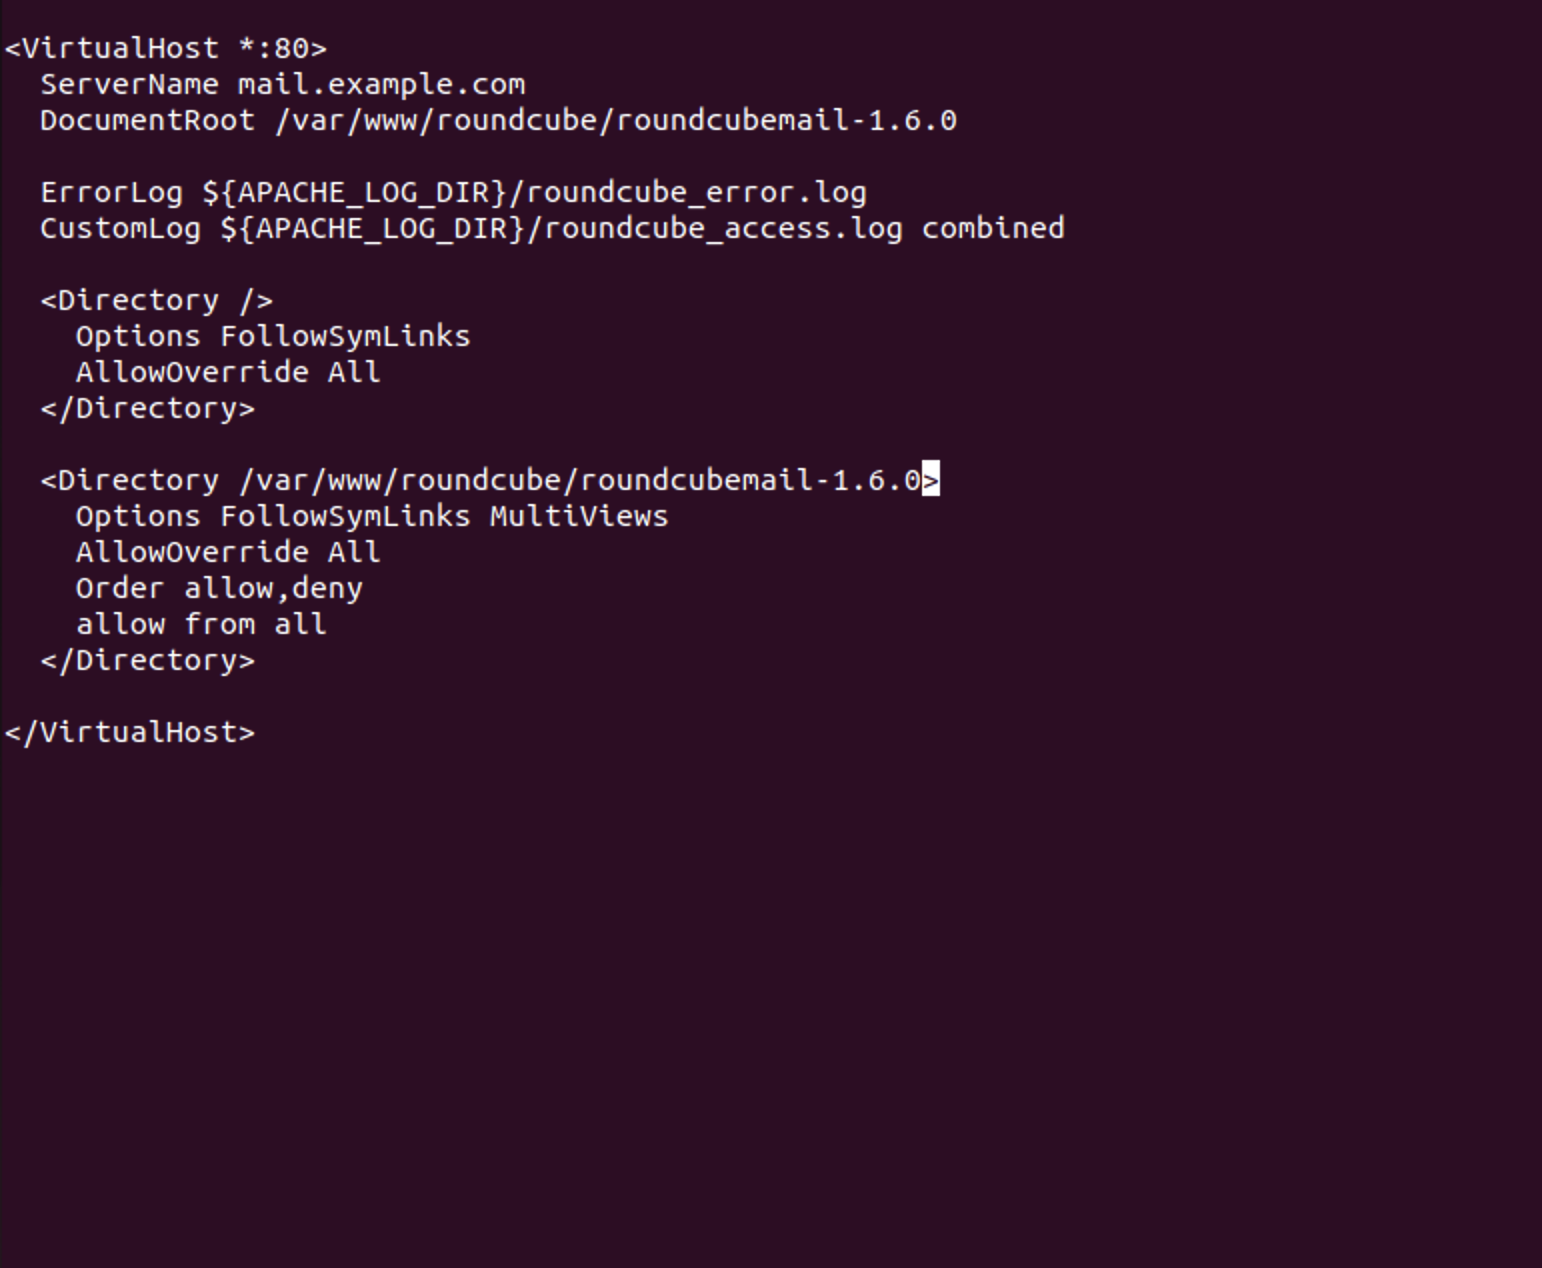 <VirtualHost *:80>
  ServerName mail.example.com
  DocumentRoot /var/www/roundcube/roundcubemail-1.6.0
  ErrorLog ${APACHE_LOG_DIR}/roundcube_error.log
  CustomLog ${APACHE_LOG_DIR}/roundcube_access.log combined
  <Directory />
    Options FollowSymLinks
    AllowOverride All
  </Directory>
  <Directory /var/www/roundcube/roundcubemail-1.6.0>
    Options FollowSymLinks MultiViews
    AllowOverride All
    Order allow,deny
    allow from all
  </Directory>
</VirtualHost>